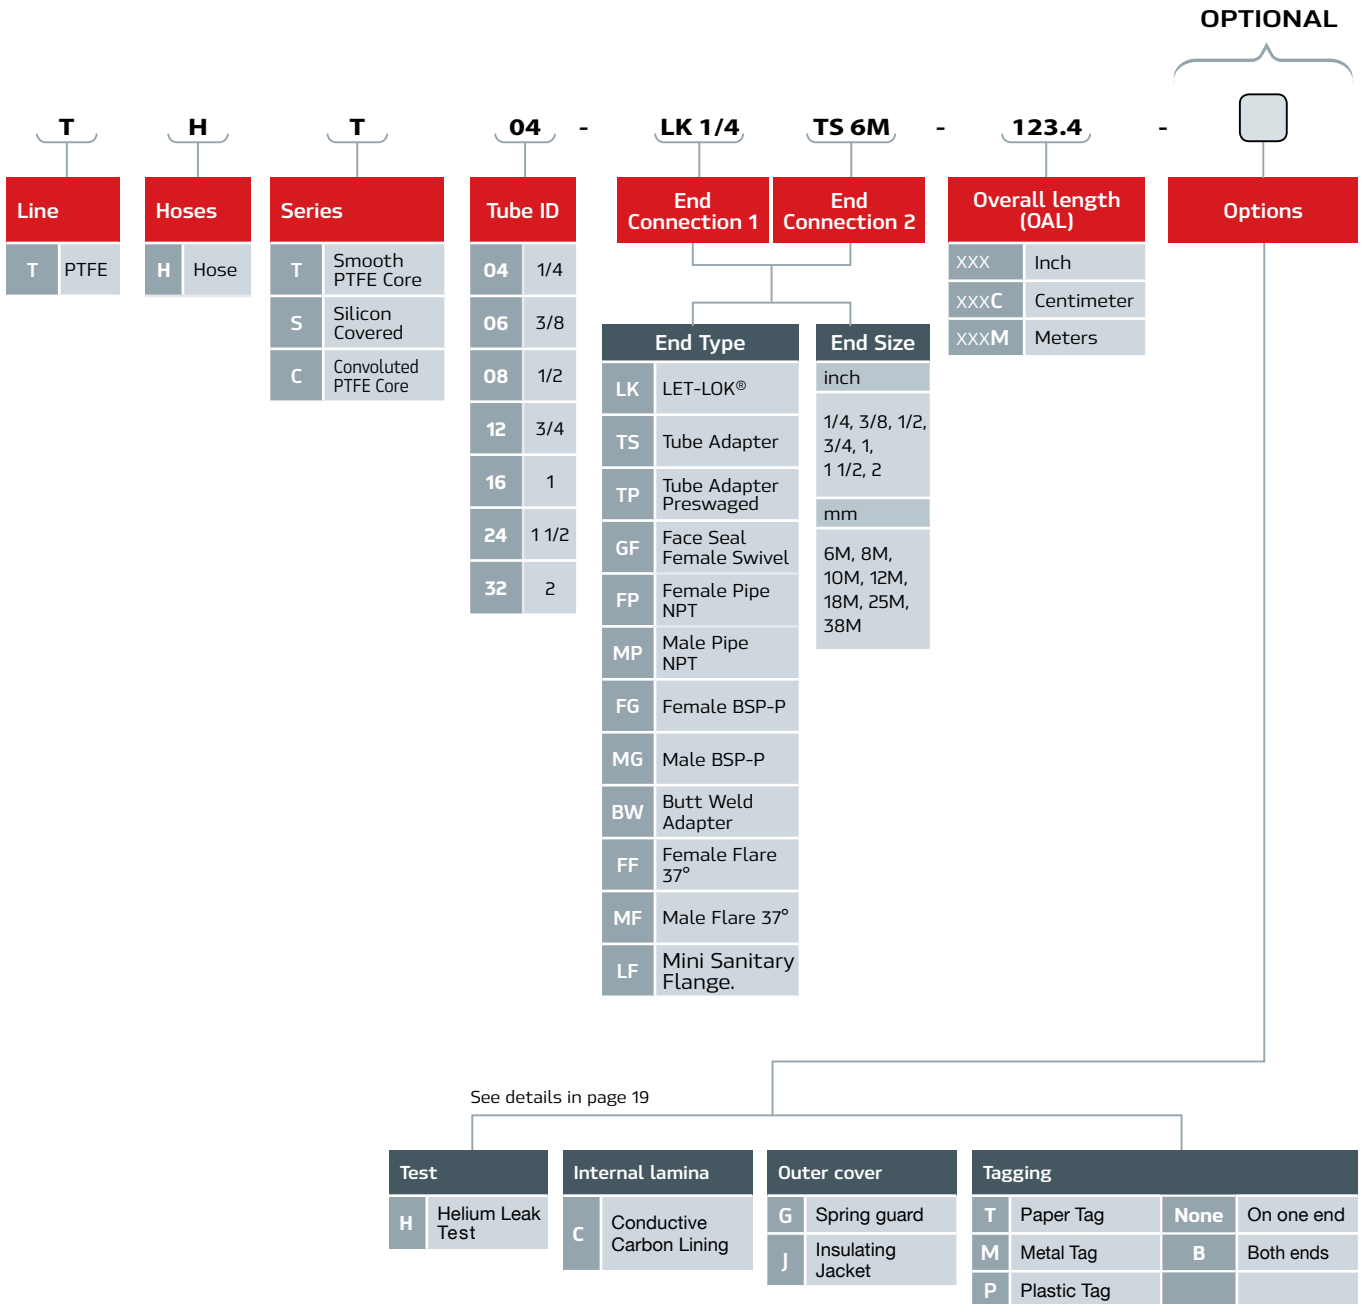 OPTIONAL
T H T 04 - LK 1/4 TS 6M - 123.4 -
Line
T PTFE
Hoses
H Hose
Series
T Smooth
PTFE Core
S Silicon
Covered
C Convoluted
PTFE Core
Tube ID
04 1/4
06 3/8
08 1/2
12 3/4
16 1
24 1 1/2
32 2
End
Connection 1
End
Connection 2
End Type
LK LET-LOK®
TS Tube Adapter
TP Tube Adapter
Preswaged
GF Face Seal
Female Swivel
FP Female Pipe
NPT
MP Male Pipe
NPT
FG Female BSP-P
MG Male BSP-P
BW Butt Weld
Adapter
FF Female Flare
37°
MF Male Flare 37°
LF Mini Sanitary
Flange.
End Size
inch
1/4, 3/8, 1/2,
3/4, 1,
1 1/2, 2
mm
6M, 8M,
10M, 12M,
18M, 25M,
38M
Overall length
(OAL)
XXX Inch
XXXC Centimeter
XXXM Meters
Options
See details in page 19
Test
H Helium Leak
Test
Internal lamina
C Conductive
Carbon Lining
Outer cover
G Spring guard
J Insulating
Jacket
Tagging
T Paper Tag None On one end
M Metal Tag B Both ends
P Plastic Tag